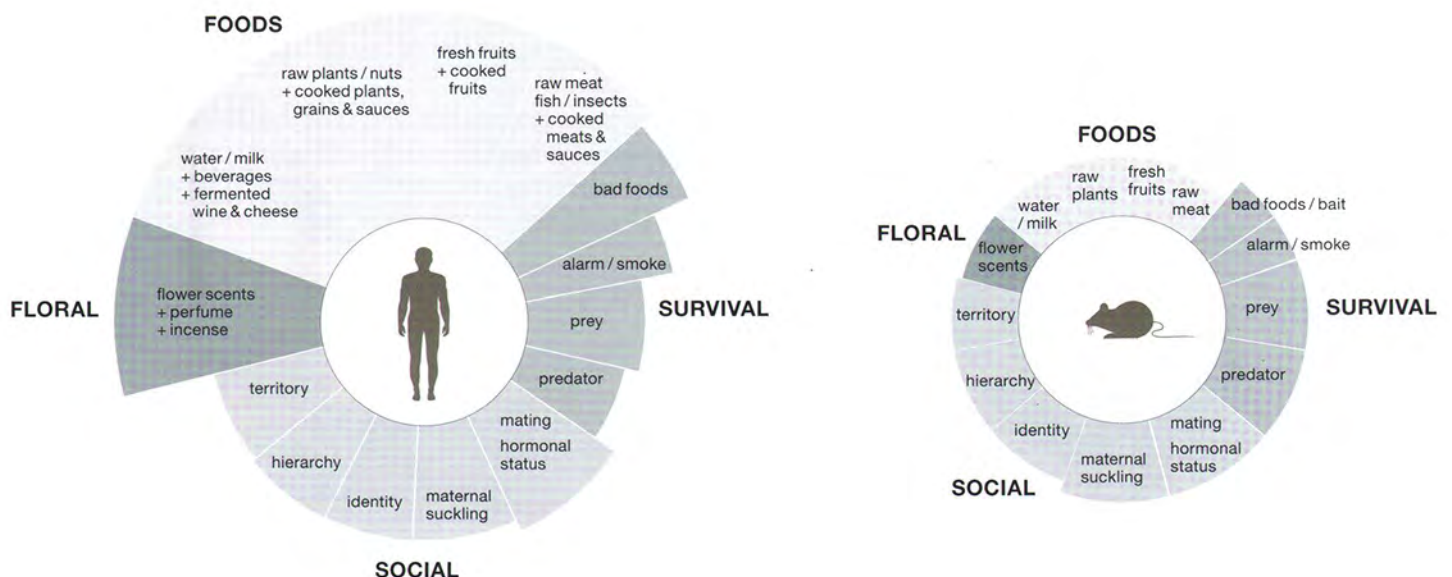 FOODS
raw plants / nuts
+ cooked plants,
grains & sauces
fresh fruits
+ cooked
fruits
raw meat
fish / insects
+ cooked
meats &
sauces
water / milk
+ beverages
+ fermented
wine & cheese
bad foods
alarm / smoke
FLORAL
flower scents
+ perfume
+ incense
SURVIVAL
prey
predator
territory
mating
hormonal
status
hierarchy
identity
maternal
suckling
SOCIAL
FOODS
raw
plants
fresh
fruits
raw
meat
water
/ milk
bad foods / bait
FLORAL
flower
scents
alarm / smoke
territory
prey
SURVIVAL
hierarchy
predator
identity
mating
hormonal
status
maternal
suckling
SOCIAL